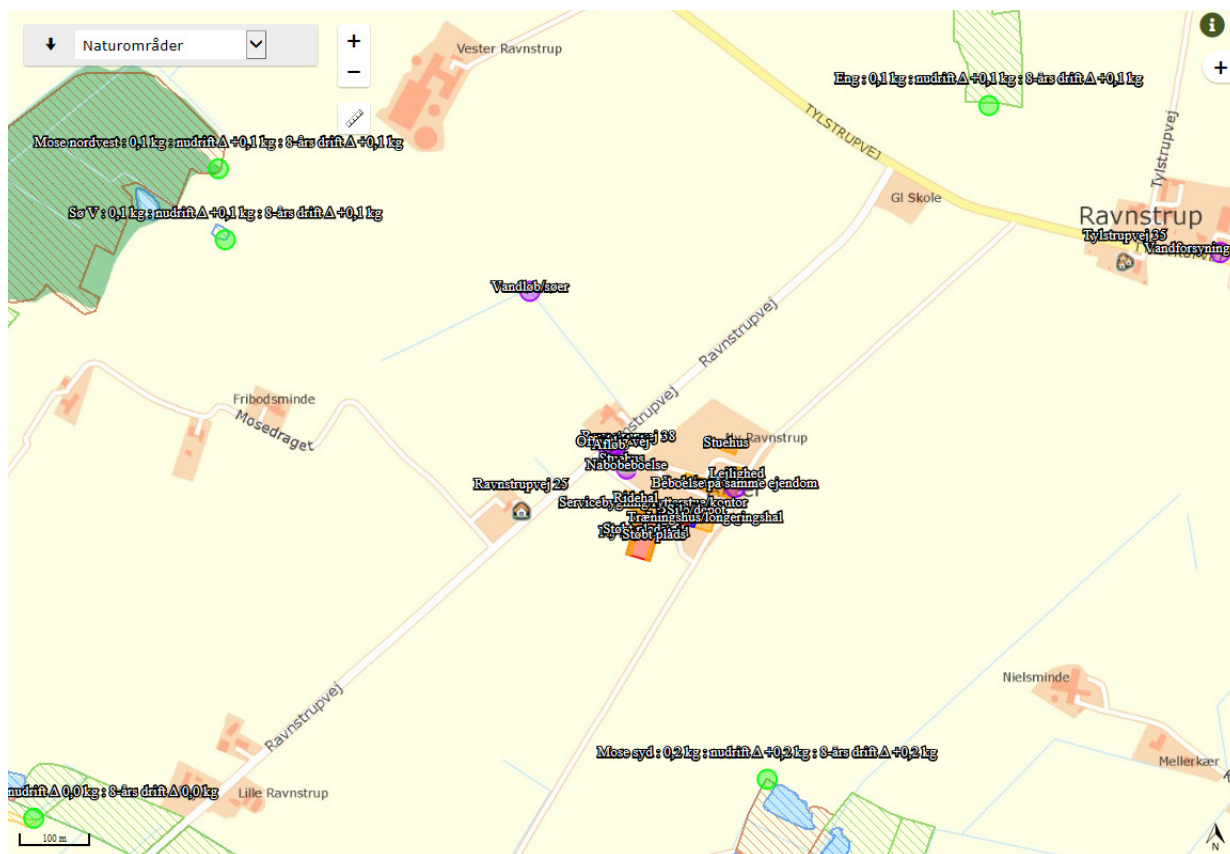 Naturområder
+
−
Vester Ravnstrup
i
+
Eng : 0,1 kg : nudrift Δ +0,1 kg : 8-års drift Δ +0,1 kg
TYLSTRUPVEJ
Tylstrupvej
Mose nordvest : 0,1 kg : nudrift Δ +0,1 kg : 8-års drift Δ +0,1 kg
Gl Skole
Sø V : 0,1 kg : nudrift Δ +0,1 kg : 8-års drift Δ +0,1 kg
Ravnstrup
Tylstrupvej 35
Vandforsyning
Vandløb/søer
Ravnstrupvej
Fribodsminde
Mosedraget
Ravnstrupvej 38
Afløb
Ny Ravnstrup
Stuehus
Nabobeboelse
Lejlighed
Beboelse på samme ejendom
Ravnstrupvej 25
Ridehal
Træningshus/longeringshal
Støbt plads
Nielsminde
Ravnstrupvej
Mose syd : 0,2 kg : nudrift Δ +0,2 kg : 8-års drift Δ +0,2 kg
Mellerkær
nudrift Δ 0,0 kg : 8-års drift Δ 0,0 kg
Lille Ravnstrup
100 m
N